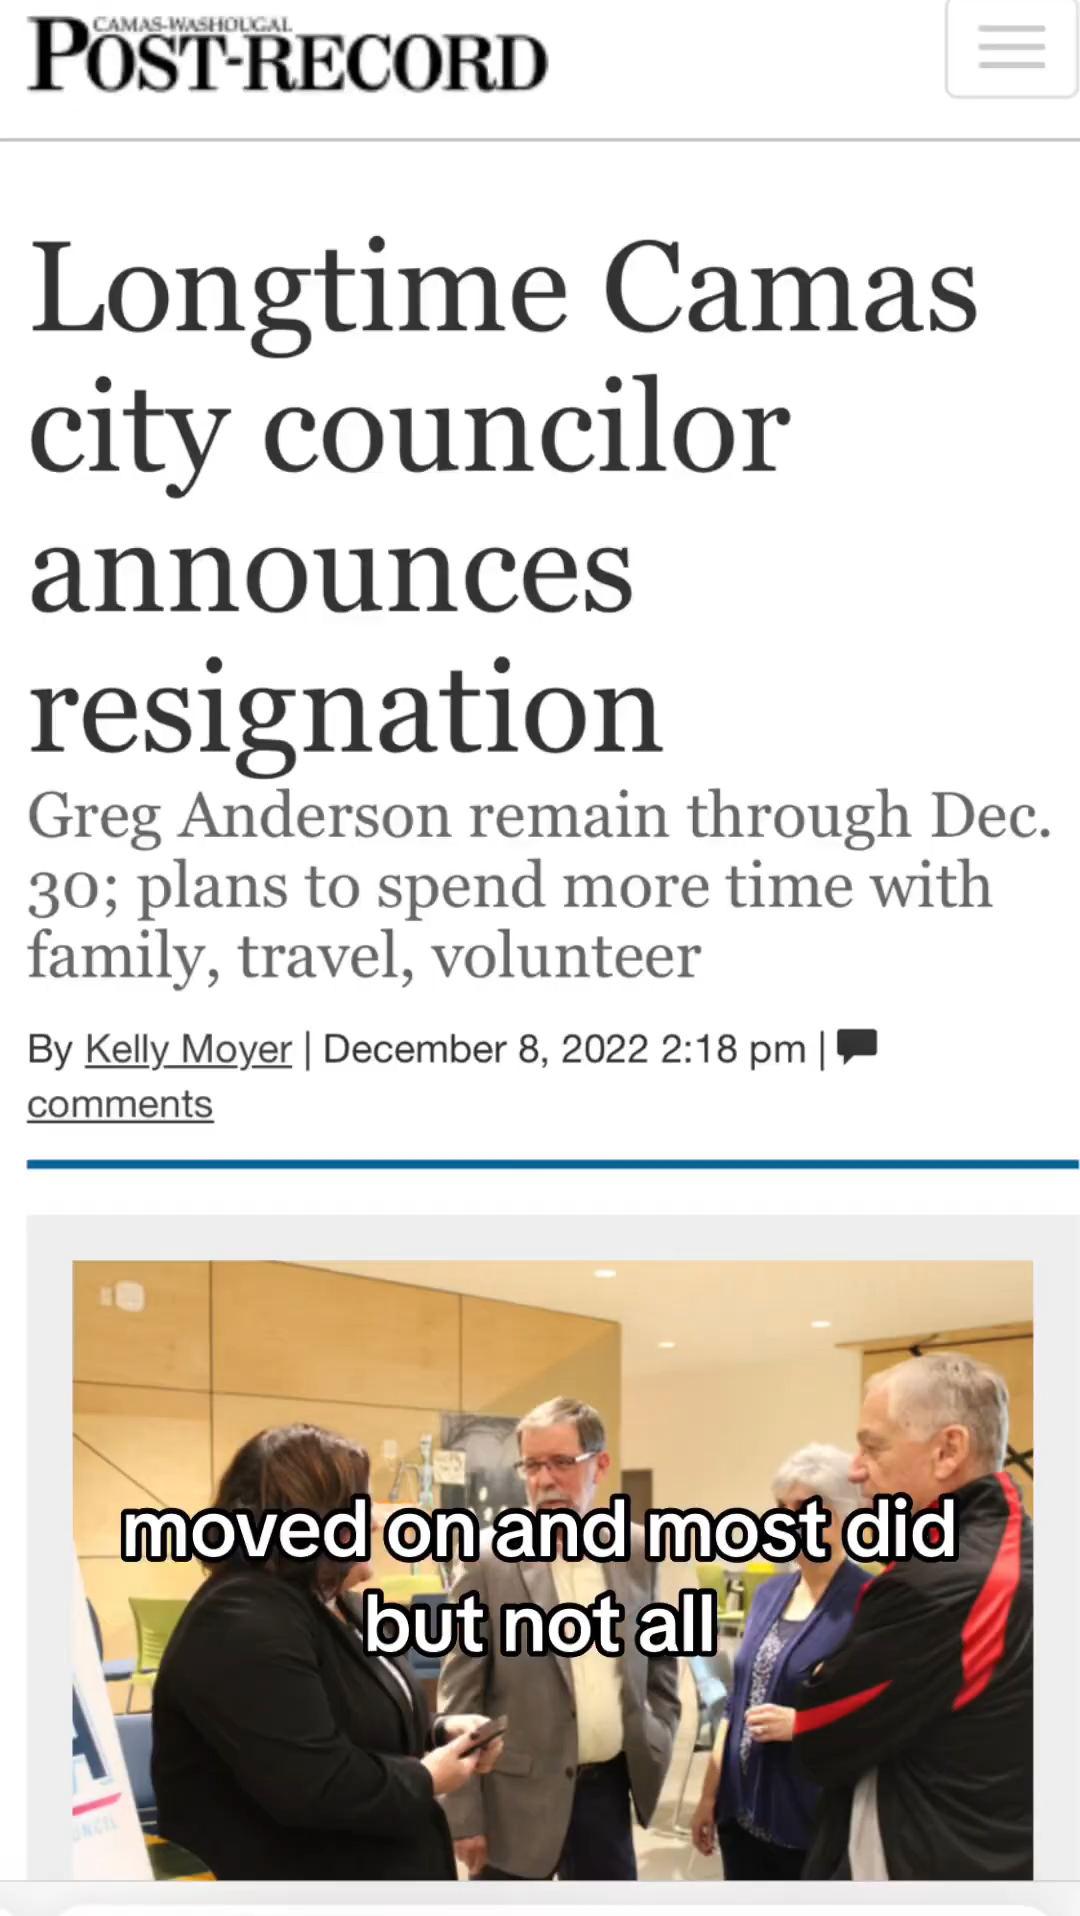 CAMAS-WASHOUGAL
POST-RECORD
Longtime Camas
city councilor
announces
resignation
Greg Anderson remain through Dec.
30; plans to spend more time with
family, travel, volunteer
By Kelly Moyer | December 8, 2022 2:18 pm |
comments
moved on and most did
but not all